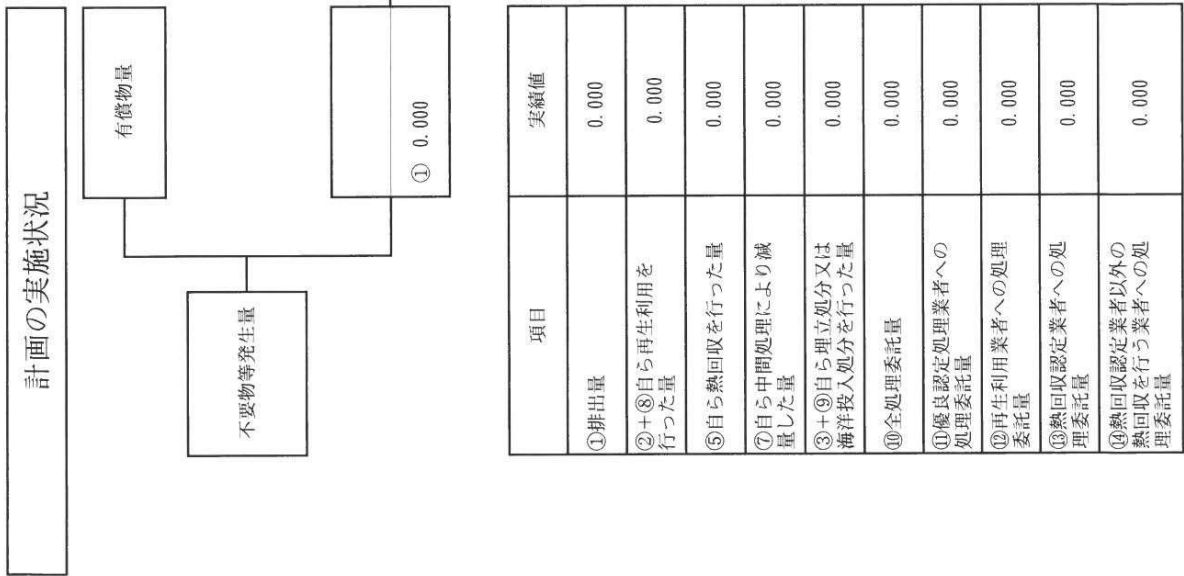 計画の実施状況
有償物量
不要物等発生量
① 0.000
項目
実績値
①排出量
0.000
②+⑧自ら再生利用を
行った量
0.000
⑤自ら熱回収を行った量
0.000
⑦自ら中間処理により減
量した量
0.000
③+⑨自ら埋立処分又は
海洋投入処分を行った量
0.000
⑩全処理委託量
0.000
⑪優良認定処理業者への
処理委託量
0.000
⑫再生利用業者への処理
委託量
0.000
⑬熱回収認定業者への処
理委託量
0.000
⑭熱回収認定業者以外の
熱回収を行う業者への処
理委託量
0.000